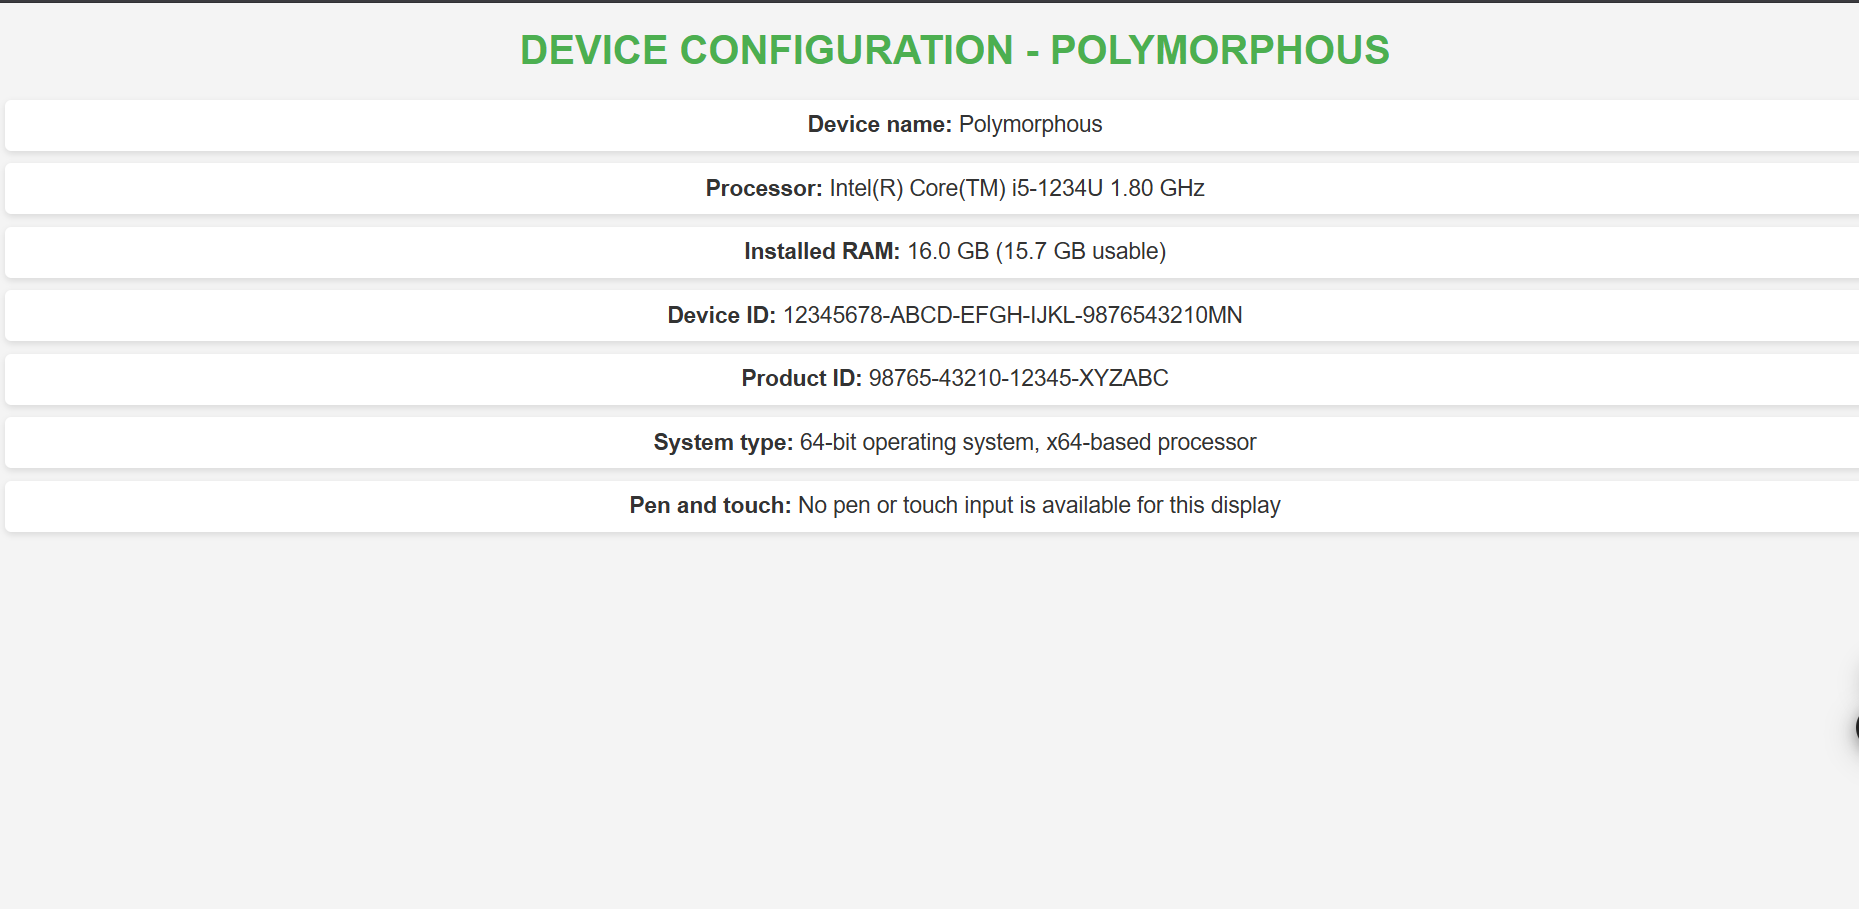 DEVICE CONFIGURATION - POLYMORPHOUS
Device name: Polymorphous
Processor: Intel(R) Core(TM) i5-1234U 1.80 GHz
Installed RAM: 16.0 GB (15.7 GB usable)
Device ID: 12345678-ABCD-EFGH-IJKL-9876543210MN
Product ID: 98765-43210-12345-XYZABC
System type: 64-bit operating system, x64-based processor
Pen and touch: No pen or touch input is available for this display